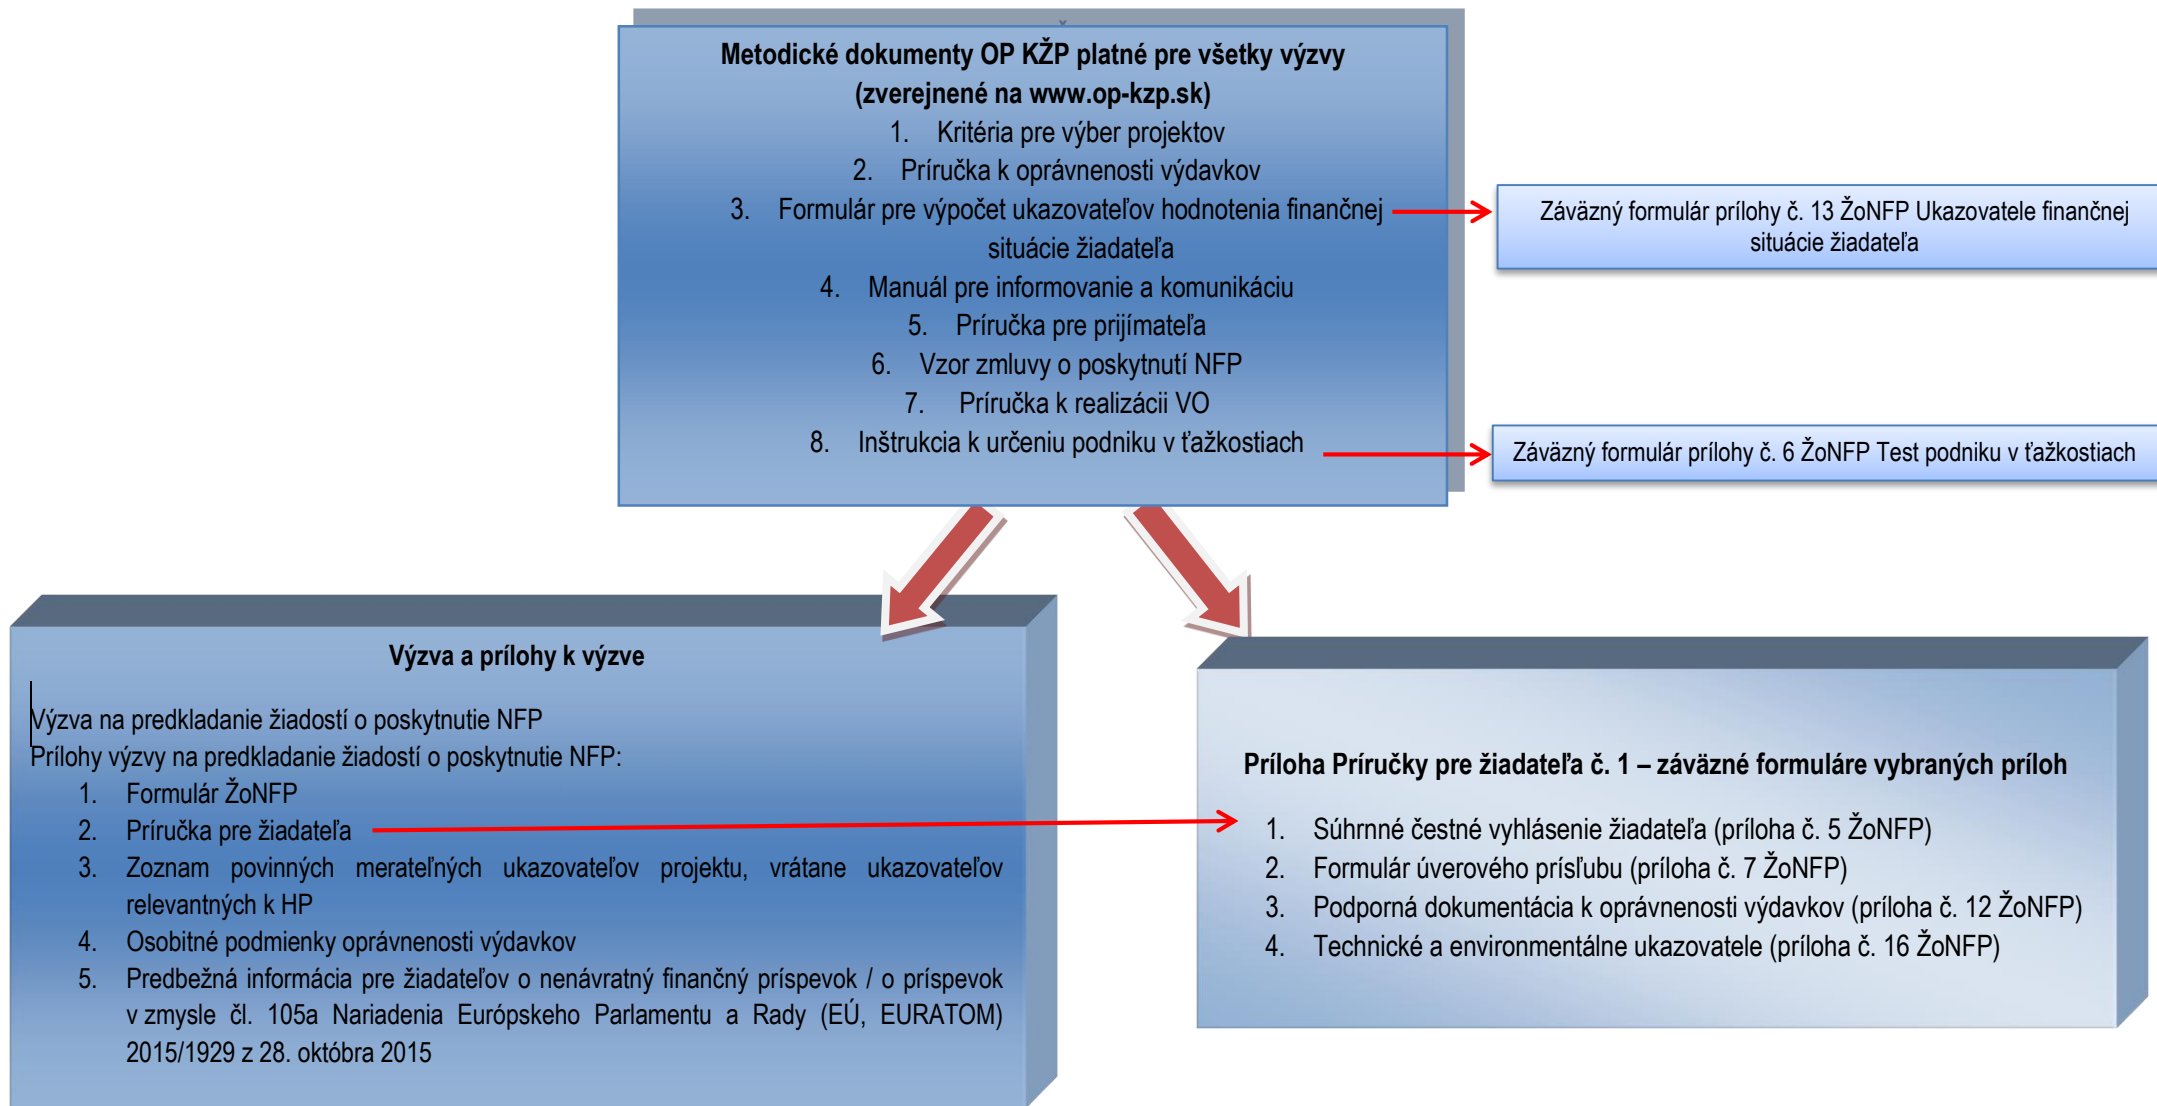 Metodické dokumenty OP KŽP platné pre všetky výzvy
(zverejnené na www.op-kzp.sk)
1. Kritéria pre výber projektov
2. Príručka k oprávnenosti výdavkov
3. Formulár pre výpočet ukazovateľov hodnotenia finančnej
situácie žiadateľa
4. Manuál pre informovanie a komunikáciu
5. Príručka pre prijímateľa
6. Vzor zmluvy o poskytnutí NFP
7. Príručka k realizácii VO
8. Inštrukcia k určeniu podniku v ťažkostiach
Záväzný formulár prílohy č. 13 ŽoNFP Ukazovatele finančnej
situácie žiadateľa
Záväzný formulár prílohy č. 6 ŽoNFP Test podniku v ťažkostiach
Výzva a prílohy k výzve
Výzva na predkladanie žiadostí o poskytnutie NFP
Prílohy výzvy na predkladanie žiadostí o poskytnutie NFP:
1. Formulár ŽoNFP
2. Príručka pre žiadateľa
3. Zoznam povinných merateľných ukazovateľov projektu, vrátane ukazovateľov
relevantných k HP
4. Osobitné podmienky oprávnenosti výdavkov
5. Predbežná informácia pre žiadateľov o nenávratný finančný príspevok / o príspevok
v zmysle čl. 105a Nariadenia Európskeho Parlamentu a Rady (EÚ, EURATOM)
2015/1929 z 28. októbra 2015
Príloha Príručky pre žiadateľa č. 1 – záväzné formuláre vybraných príloh
1. Súhrnné čestné vyhlásenie žiadateľa (príloha č. 5 ŽoNFP)
2. Formulár úverového prísľubu (príloha č. 7 ŽoNFP)
3. Podporná dokumentácia k oprávnenosti výdavkov (príloha č. 12 ŽoNFP)
4. Technické a environmentálne ukazovatele (príloha č. 16 ŽoNFP)